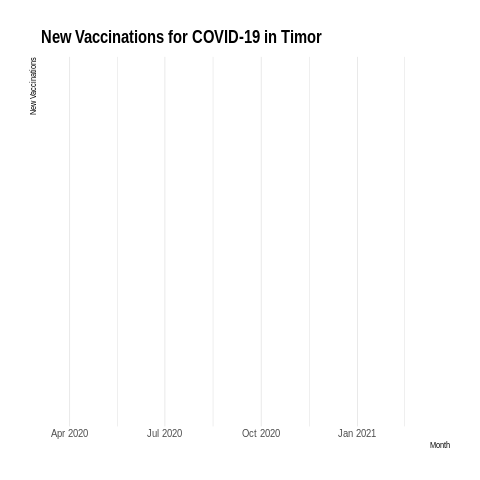 New Vaccinations for COVID-19 in Timor
New Vaccinations
Apr 2020
Jul 2020
Oct 2020
Jan 2021
Month